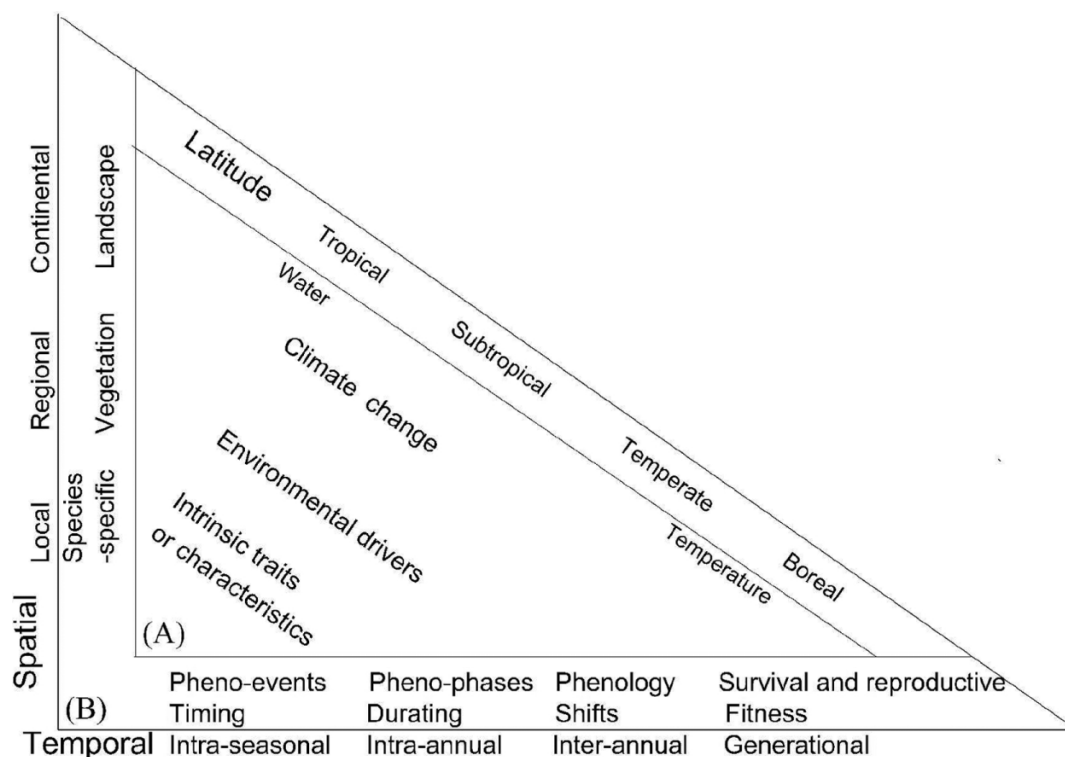 Continental
Landscape
Regional
Vegetation
Local
Species
-specific
Spatial
Latitude
Tropical
Subtropical
Temperate
Boreal
Water
Temperature
Climate change
Environmental drivers
Intrinsic traits
or characteristics
(A)
Pheno-events Pheno-phases Phenology Survival and reproductive
(B) Timing Durating Shifts Fitness
Temporal Intra-seasonal Intra-annual Inter-annual Generational